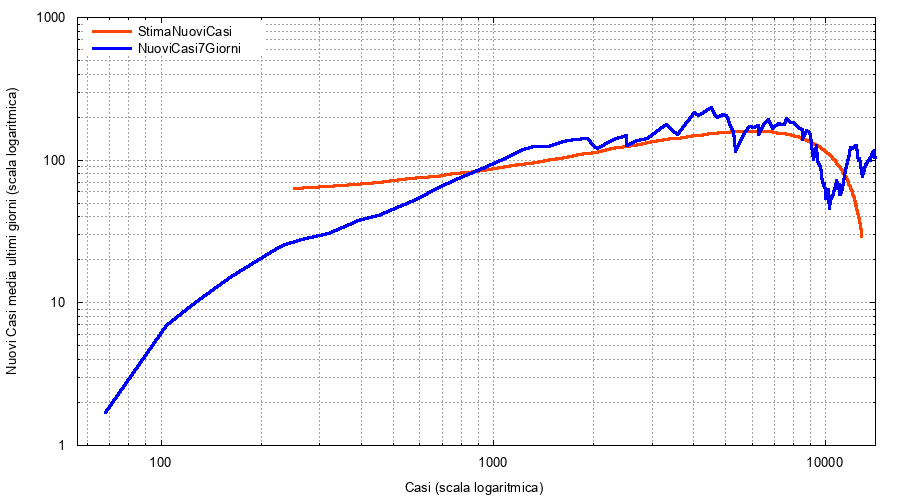 1000
100
10
1
StimaNuoviCasi
NuoviCasi7Giorni
Nuovi Casi media ultimi giorni (scala logaritmica)
100
1000
10000
Casi (scala logaritmica)